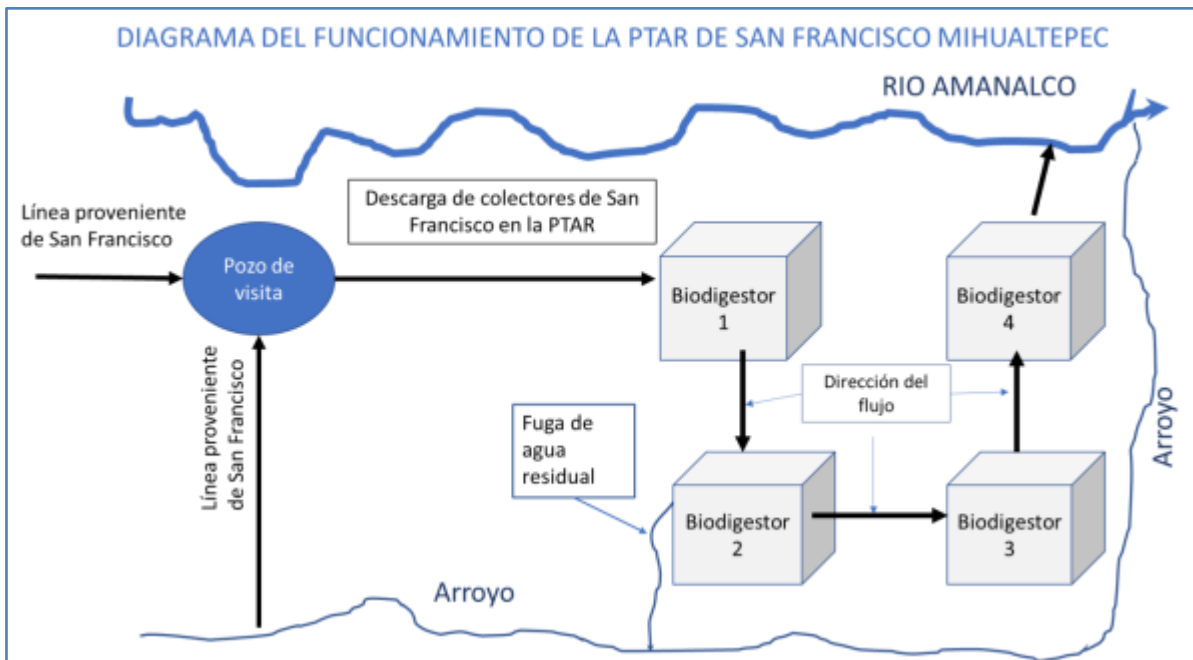 DIAGRAMA DEL FUNCIONAMIENTO DE LA PTAR DE SAN FRANCISCO MIHUALTEPEC
RIO AMANALCO
Línea proveniente
de San Francisco
Descarga de colectores de San
Francisco en la PTAR
Pozo de
visita
Biodigestor
1
Biodigestor
4
Línea proveniente
de San Francisco
Dirección del
flujo
Fuga de
agua
residual
Biodigestor
2
Biodigestor
3
Arroyo
Arroyo